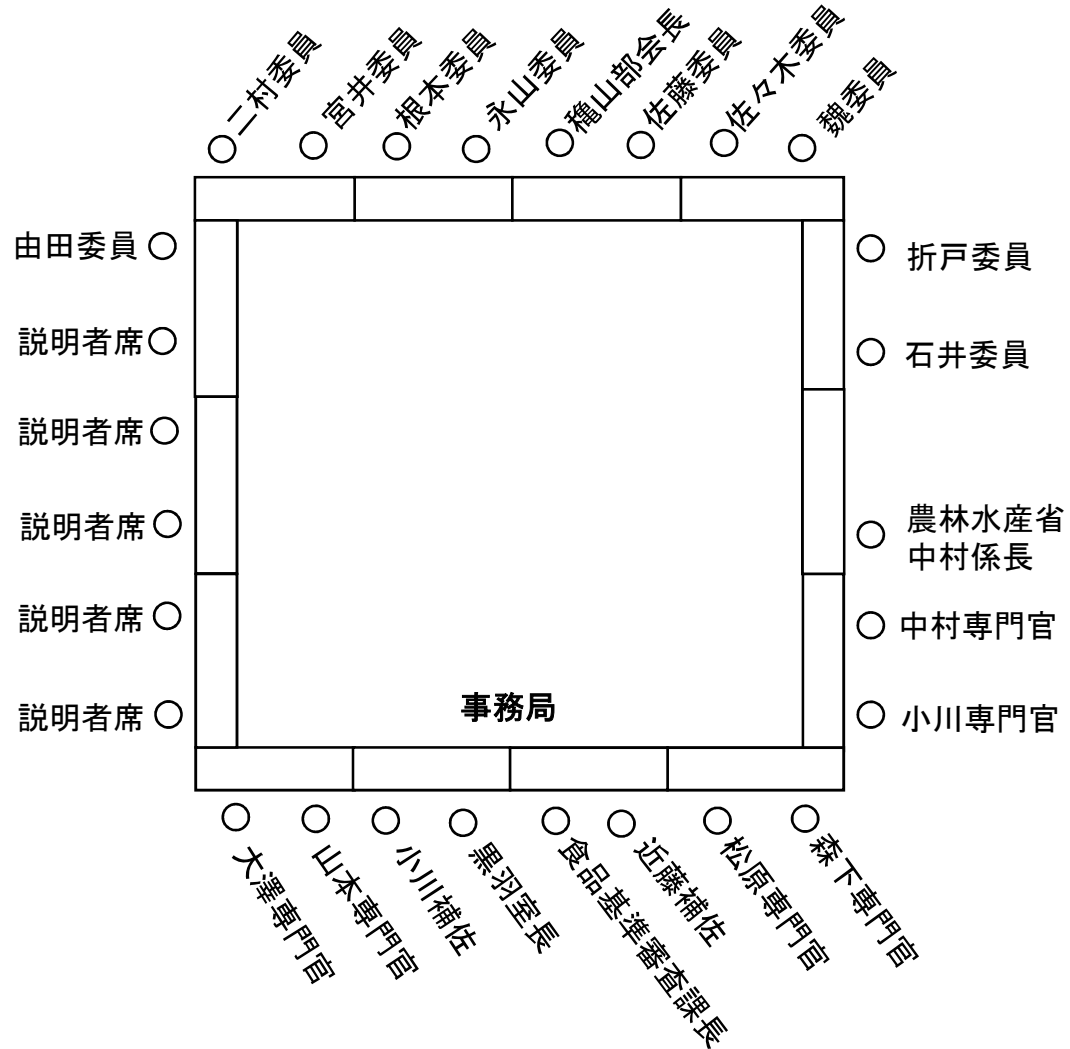 二村委員
宮井委員
根本委員
永山委員
穐山部会長
佐藤委員
佐々木委員
魏委員
由田委員
説明者席
説明者席
説明者席
説明者席
説明者席
折戸委員
石井委員
農林水産省
中村係長
中村専門官
小川専門官
事務局
大澤専門官
山本専門官
小川補佐
黒羽室長
食品基準審査課長
近藤補佐
松原専門官
森下専門官